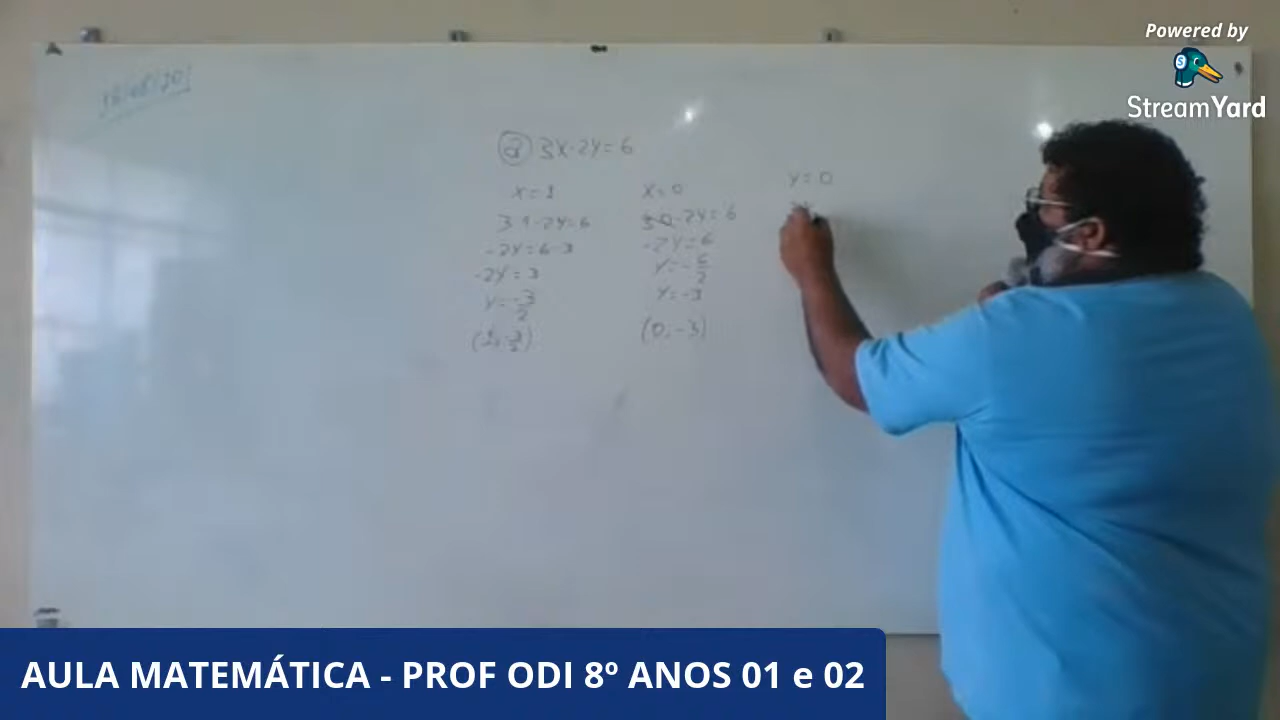 Powered by
StreamYard
a 3x-2y=6
x=1
3.1-2y=6
-2y=6-3
-2y=3
y=-3/2
(1,-3/2)
x=0
3.0-2y=6
-2y=6
y=-6/2
y=-3
(0,-3)
y=0
AULA MATEMÁTICA - PROF ODI 8º ANOS 01 e 02